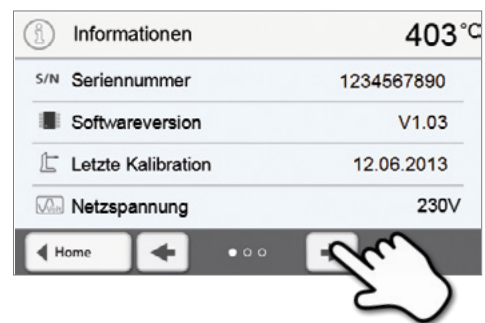 Informationen 403°C
S/N Seriennummer 1234567890
Softwareversion V1.03
Letzte Kalibration 12.06.2013
Netzspannung 230V
Home